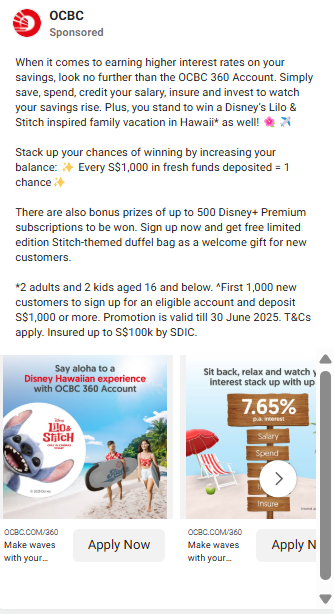 OCBC
Sponsored
When it comes to earning higher interest rates on your
savings, look no further than the OCBC 360 Account. Simply
save, spend, credit your salary, insure and invest to watch
your savings rise. Plus, you stand to win a Disney's Lilo &
Stitch inspired family vacation in Hawaii* as well! 🌺 ✈️
Stack up your chances of winning by increasing your
balance: ✨ Every S$1,000 in fresh funds deposited = 1
chance ✨
There are also bonus prizes of up to 500 Disney+ Premium
subscriptions to be won. Sign up now and get free limited
edition Stitch-themed duffel bag as a welcome gift for new
customers.
*2 adults and 2 kids aged 16 and below. ^First 1,000 new
customers to sign up for an eligible account and deposit
S$1,000 or more. Promotion is valid till 30 June 2025. T&Cs
apply. Insured up to S$100k by SDIC.
Say aloha to a
Disney Hawaiian experience
with OCBC 360 Account
Disney
LILO &
STITCH
OCBC.COM/360
Make waves
with your...
Apply Now
Sit back, relax and watch y
interest stack up with up
7.65%
p.a. interest
Salary
Spend
Insure
OCBC.COM/360
Make waves
with your...
Apply N